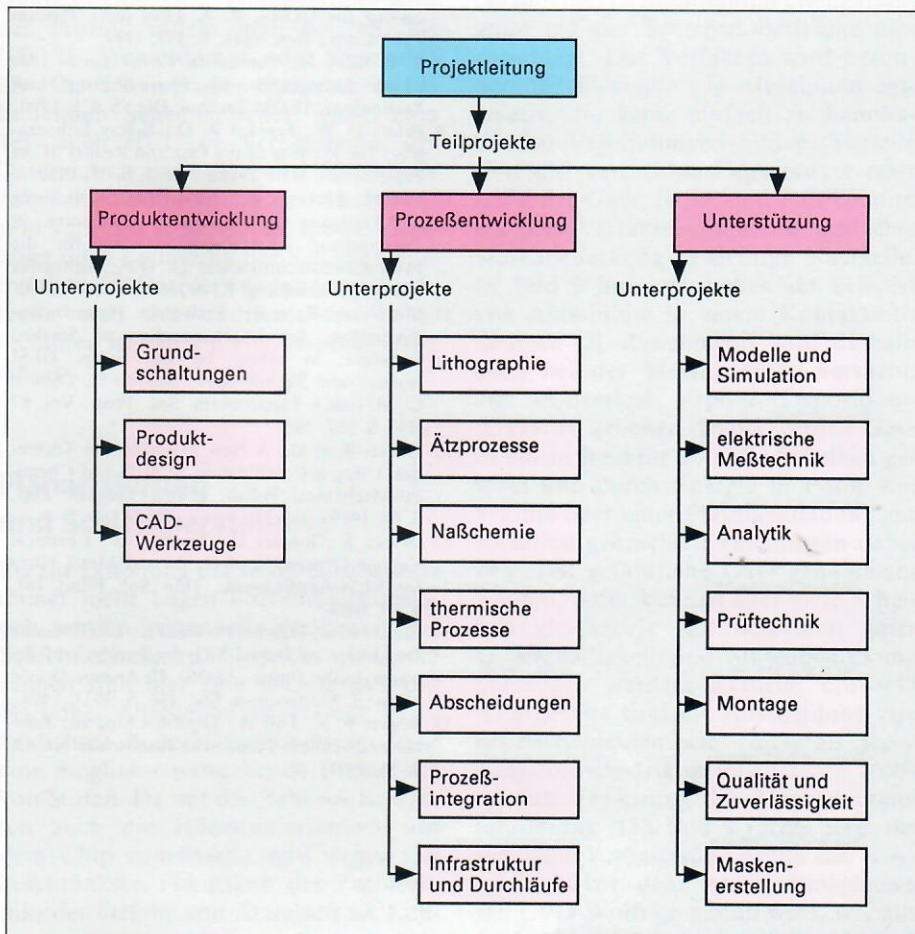 Projektleitung
Teilprojekte
Produktentwicklung
Unterprojekte
Grund-
schaltungen
Produkt-
design
CAD-
Werkzeuge
Prozeßentwicklung
Unterprojekte
Lithographie
Ätzprozesse
Naßchemie
thermische
Prozesse
Abscheidungen
Prozeß-
integration
Infrastruktur
und Durchläufe
Unterstützung
Unterprojekte
Modelle und
Simulation
elektrische
Meßtechnik
Analytik
Prüftechnik
Montage
Qualität und
Zuverlässigkeit
Masken-
erstellung